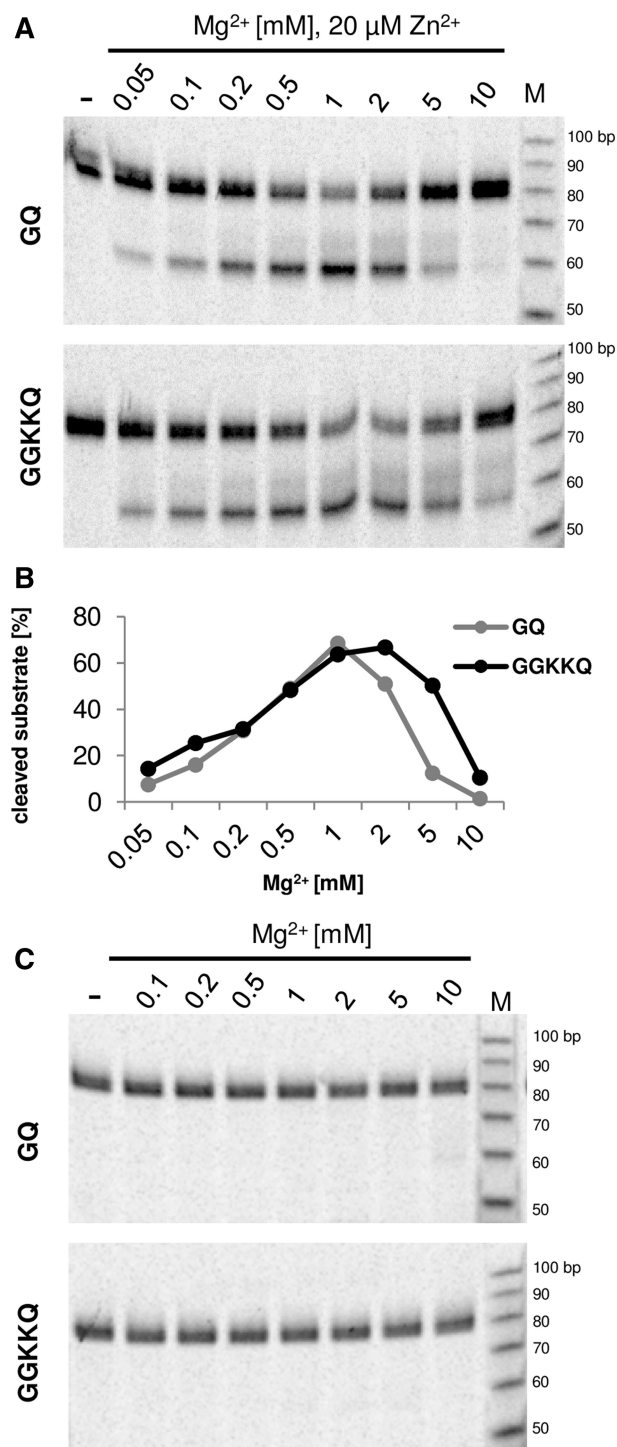 A
Mg²⁺ [mM], 20 µM Zn²⁺
- 0.05 0.1 0.2 0.5 1 2 5 10 M
GQ
100 bp
90
80
70
60
50
GGKKQ
100 bp
90
80
70
60
50
B
cleaved substrate [%]
80
60
40
20
0
GQ
GGKKQ
0.05 0.1 0.2 0.5 1 2 5 10
Mg²⁺ [mM]
C
Mg²⁺ [mM]
- 0.1 0.2 0.5 1 2 5 10 M
GQ
100 bp
90
80
70
60
50
GGKKQ
100 bp
90
80
70
60
50